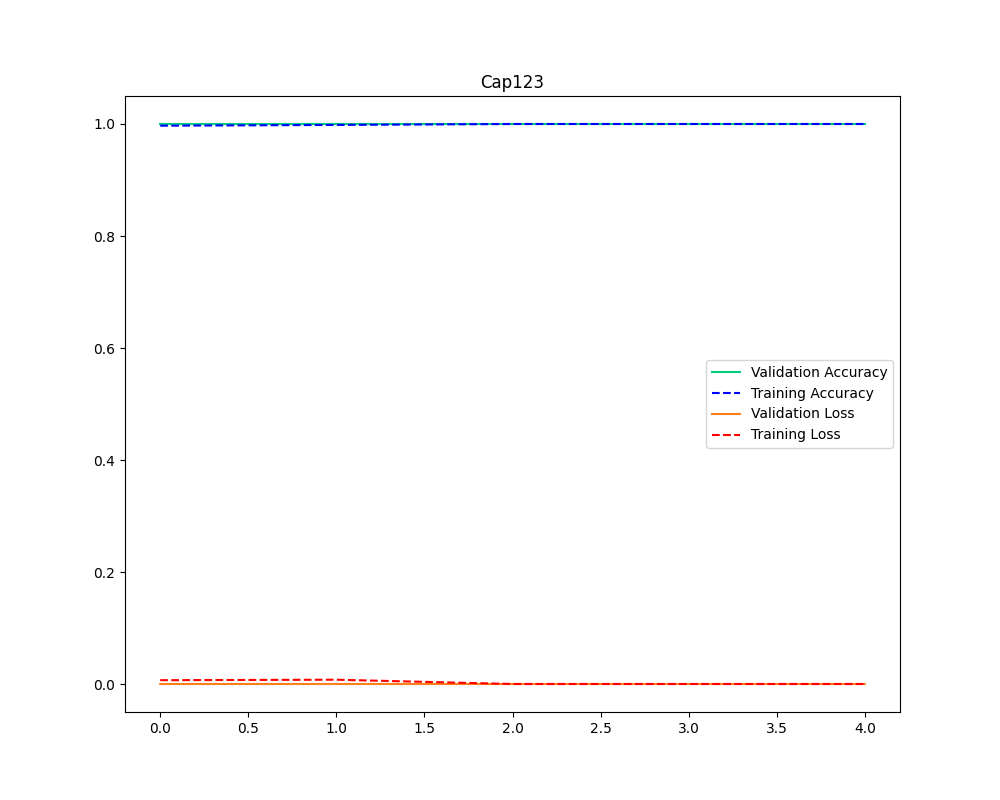 Cap123
1.0
0.8
0.6
0.4
0.2
0.0
Validation Accuracy
Training Accuracy
Validation Loss
Training Loss
0.0 0.5 1.0 1.5 2.0 2.5 3.0 3.5 4.0